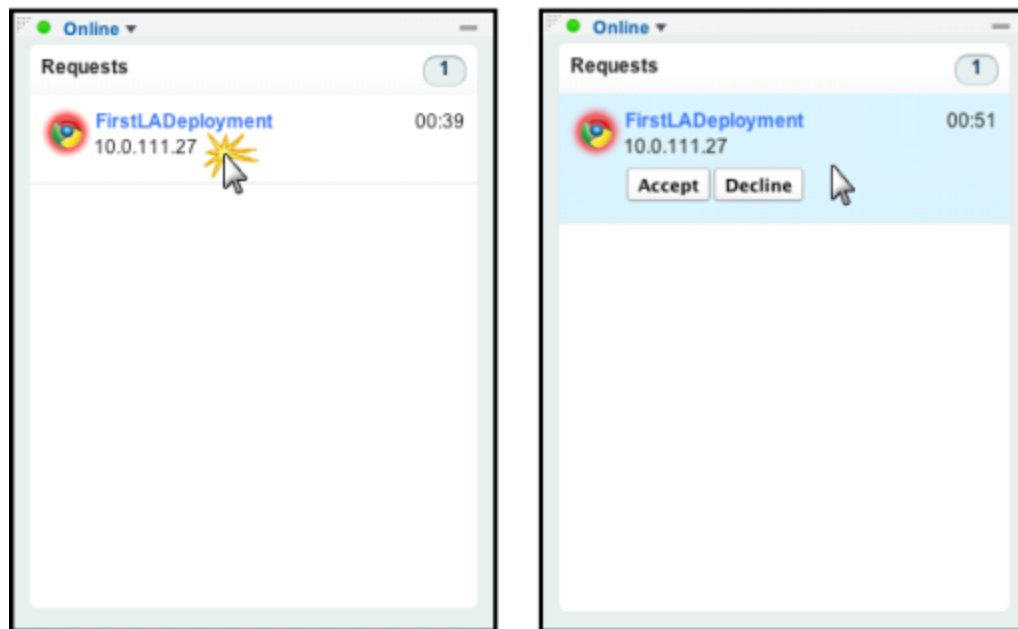 Online
Requests 1
FirstLADeployment 00:39
10.0.111.27
Online
Requests 1
FirstLADeployment 00:51
10.0.111.27
Accept Decline